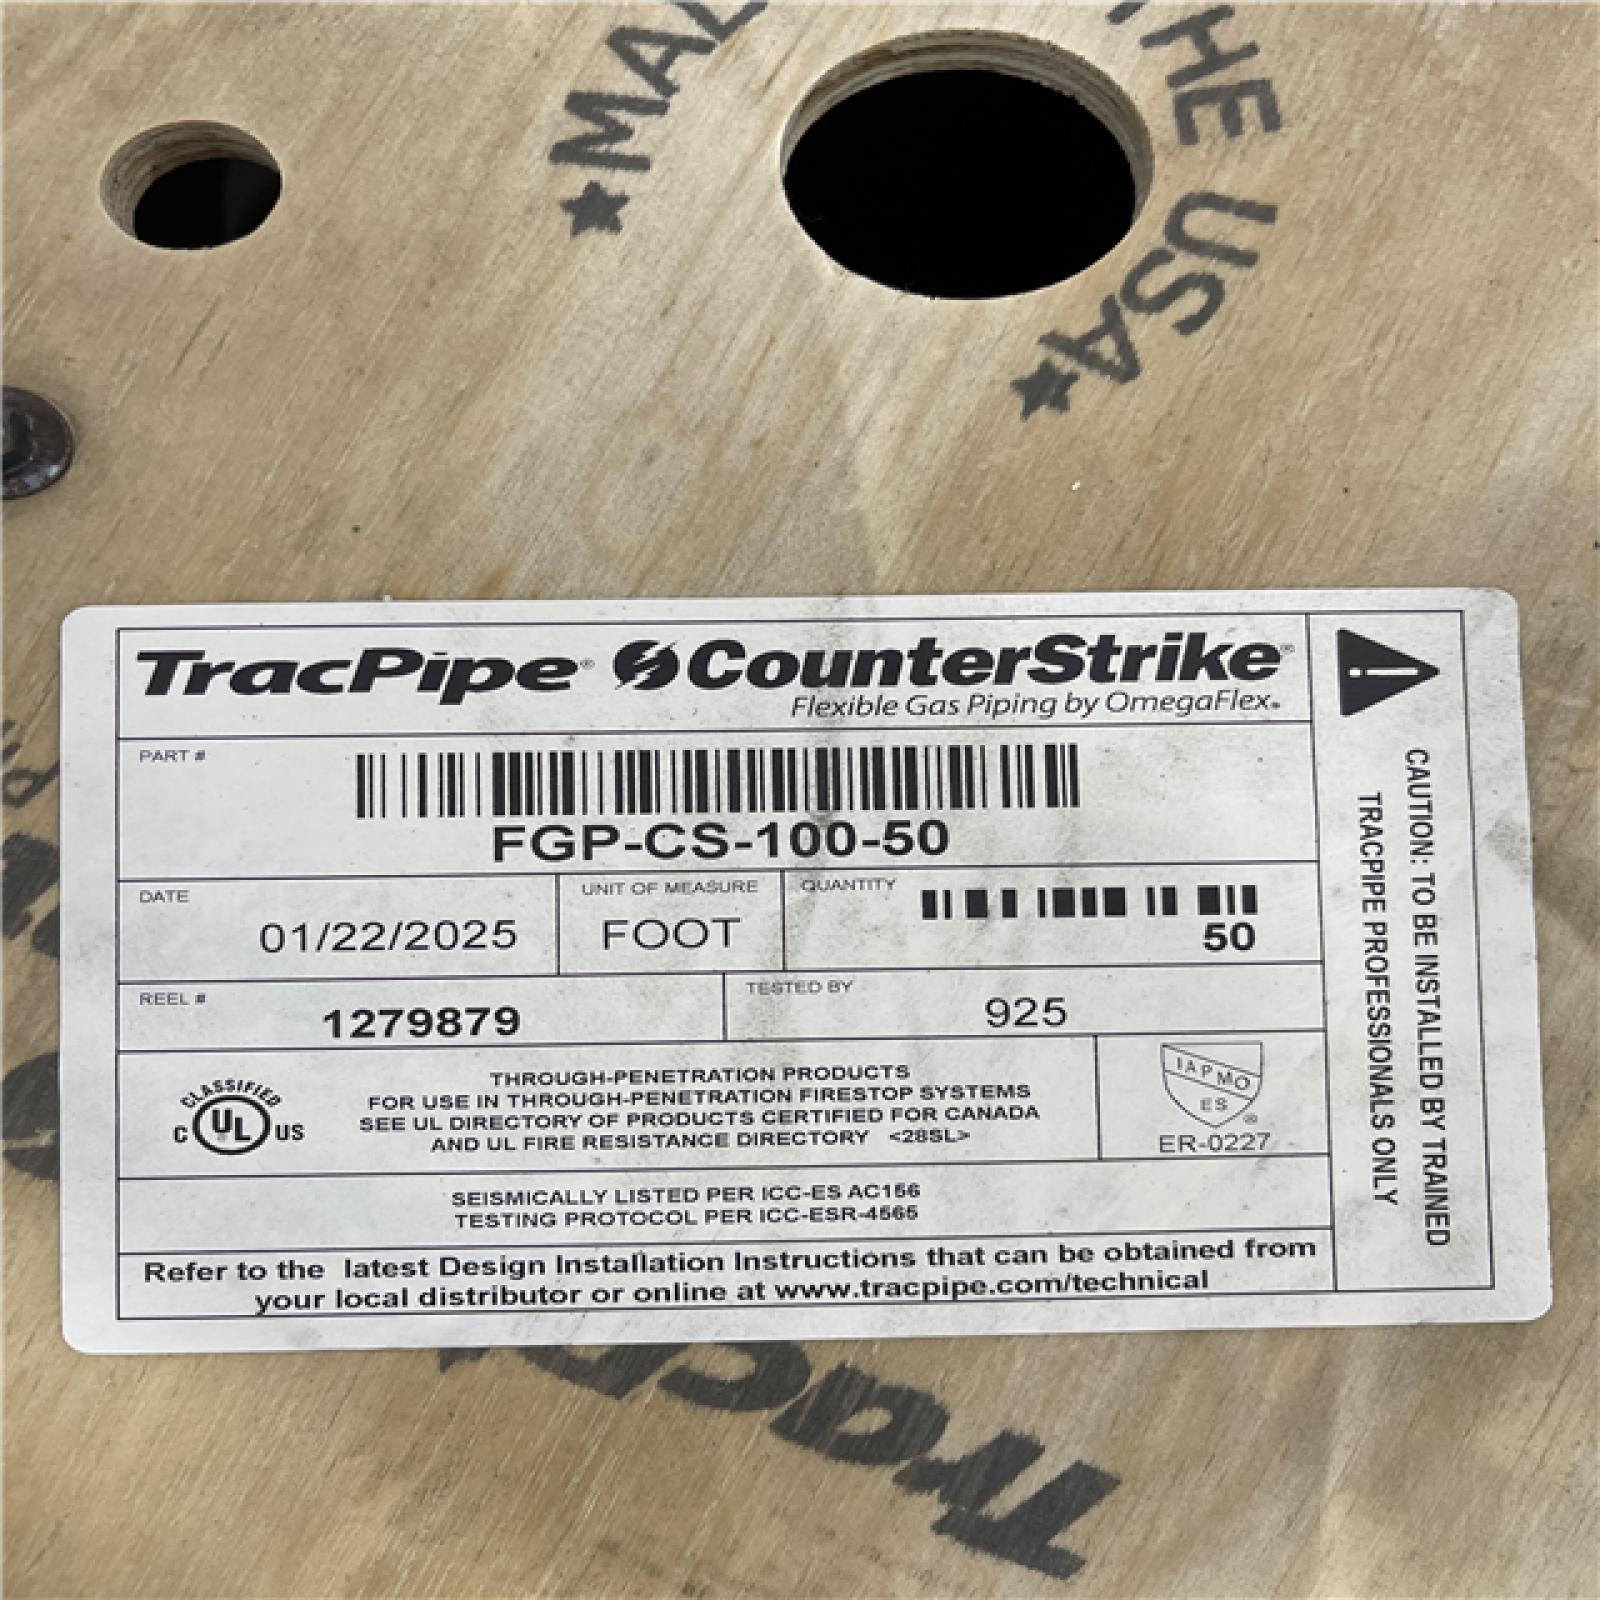 THE USA
TracPipe® CounterStrike®
Flexible Gas Piping by OmegaFlex®
PART #
FGP-CS-100-50
DATE
01/22/2025
UNIT OF MEASURE
FOOT
QUANTITY
50
REEL #
1279879
TESTED BY
925
CLASSIFIED
C UL® US
THROUGH-PENETRATION PRODUCTS
FOR USE IN THROUGH-PENETRATION FIRESTOP SYSTEMS
SEE UL DIRECTORY OF PRODUCTS CERTIFIED FOR CANADA
AND UL FIRE RESISTANCE DIRECTORY <28SL>
IAPMO
ES®
ER-0227
SEISMICALLY LISTED PER ICC-ES AC156
TESTING PROTOCOL PER ICC-ESR-4565
Refer to the latest Design Installation Instructions that can be obtained from
your local distributor or online at www.tracpipe.com/technical
CAUTION: TO BE INSTALLED BY TRAINED
TRACPIPE PROFESSIONALS ONLY